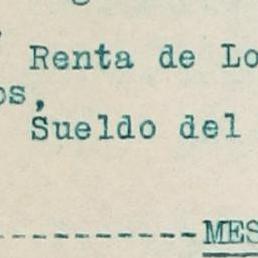 Renta de Lo
os,
Sueldo del
----------MES